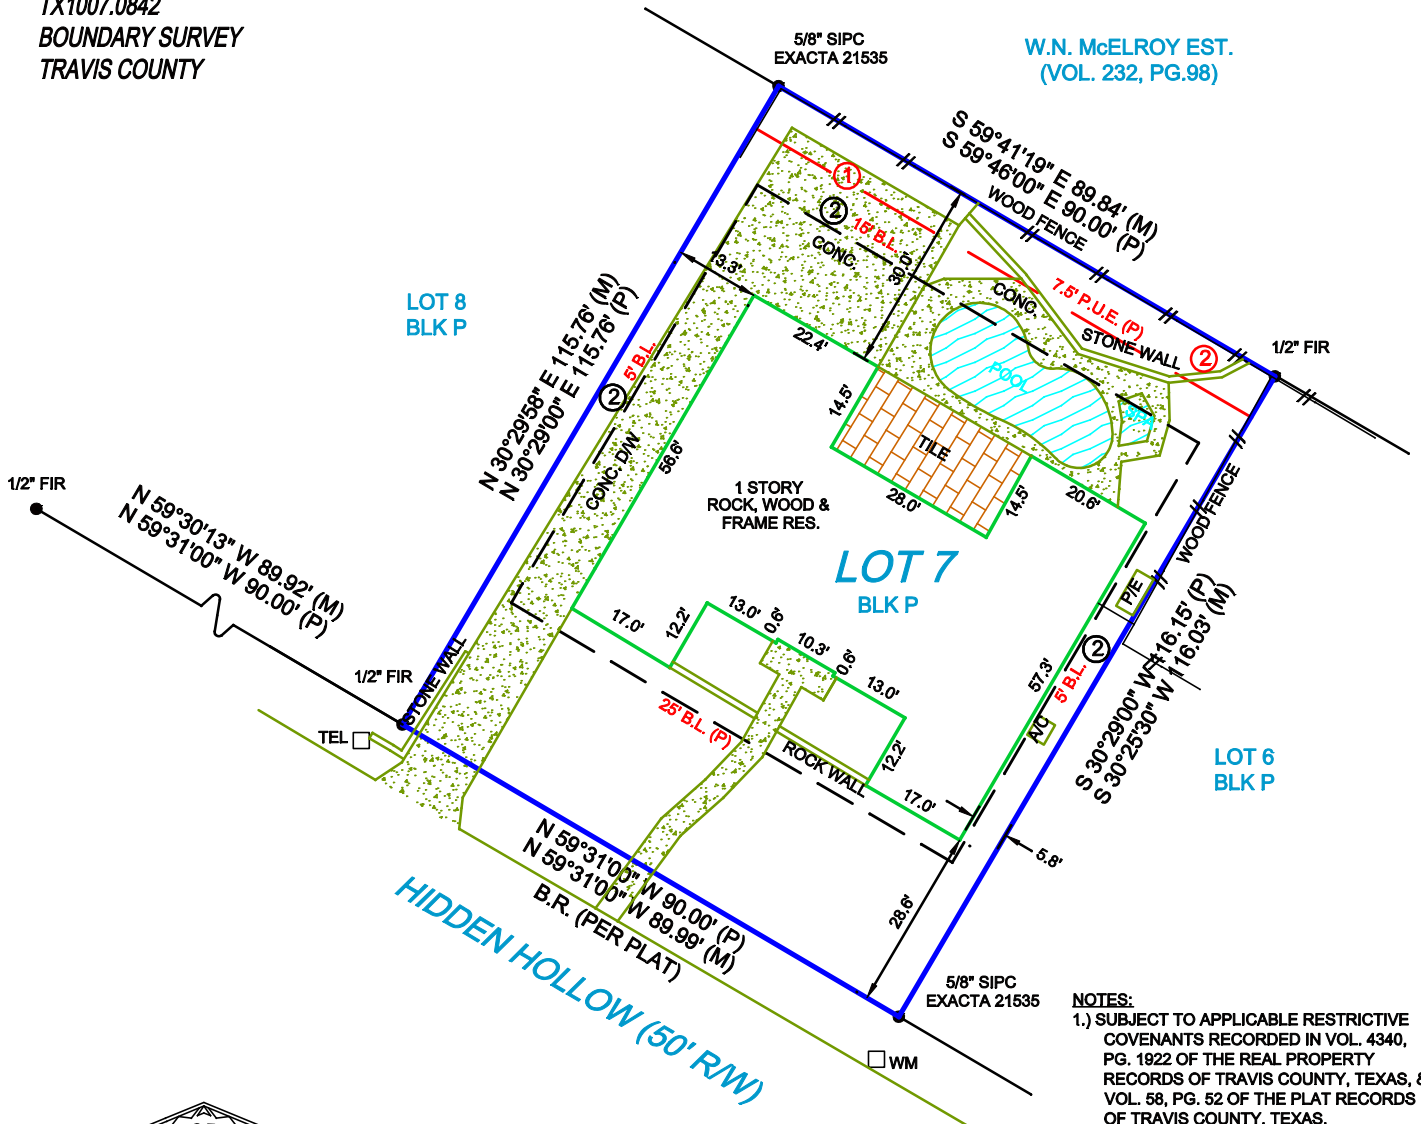 TX1007.0842
BOUNDARY SURVEY
TRAVIS COUNTY
5/8" SIPC
EXACTA 21535
W.N. McELROY EST.
(VOL. 232, PG.98)
S 59°41'19" E 89.84' (M)
S 59°46'00" E 90.00' (P)
WOOD FENCE
1
2
15' B.L.
CONC.
30.0'
13.3'
LOT 8
BLK P
N 30°29'58" E 115.76' (M)
N 30°29'00" E 115.76' (P)
2
5' B.L.
CONC. D/W
56.6'
22.4'
14.5'
CONC.
7.5' P.U.E. (P)
STONE WALL
2
1/2" FIR
POOL
SPA
TILE
28.0'
14.5'
20.6'
WOOD FENCE
1 STORY
ROCK, WOOD &
FRAME RES.
LOT 7
BLK P
1/2" FIR
N 59°30'13" W 89.92' (M)
N 59°31'00" W 90.00' (P)
1/2" FIR
STONE WALL
TEL
17.0'
12.2'
13.0'
0.6'
10.3'
0.6'
13.0'
12.2'
17.0'
25' B.L. (P)
ROCK WALL
P/E
2
5' B.L.
57.3'
A/C
S 30°29'00" W 116.15' (P)
S 30°25'30" W 116.03' (M)
LOT 6
BLK P
5.8'
28.6'
N 59°31'00" W 90.00' (P)
N 59°31'00" W 89.99' (M)
B.R. (PER PLAT)
HIDDEN HOLLOW (50' R/W)
5/8" SIPC
EXACTA 21535
WM
NOTES:
1.) SUBJECT TO APPLICABLE RESTRICTIVE
COVENANTS RECORDED IN VOL. 4340,
PG. 1922 OF THE REAL PROPERTY
RECORDS OF TRAVIS COUNTY, TEXAS, &
VOL. 58, PG. 52 OF THE PLAT RECORDS
OF TRAVIS COUNTY, TEXAS.